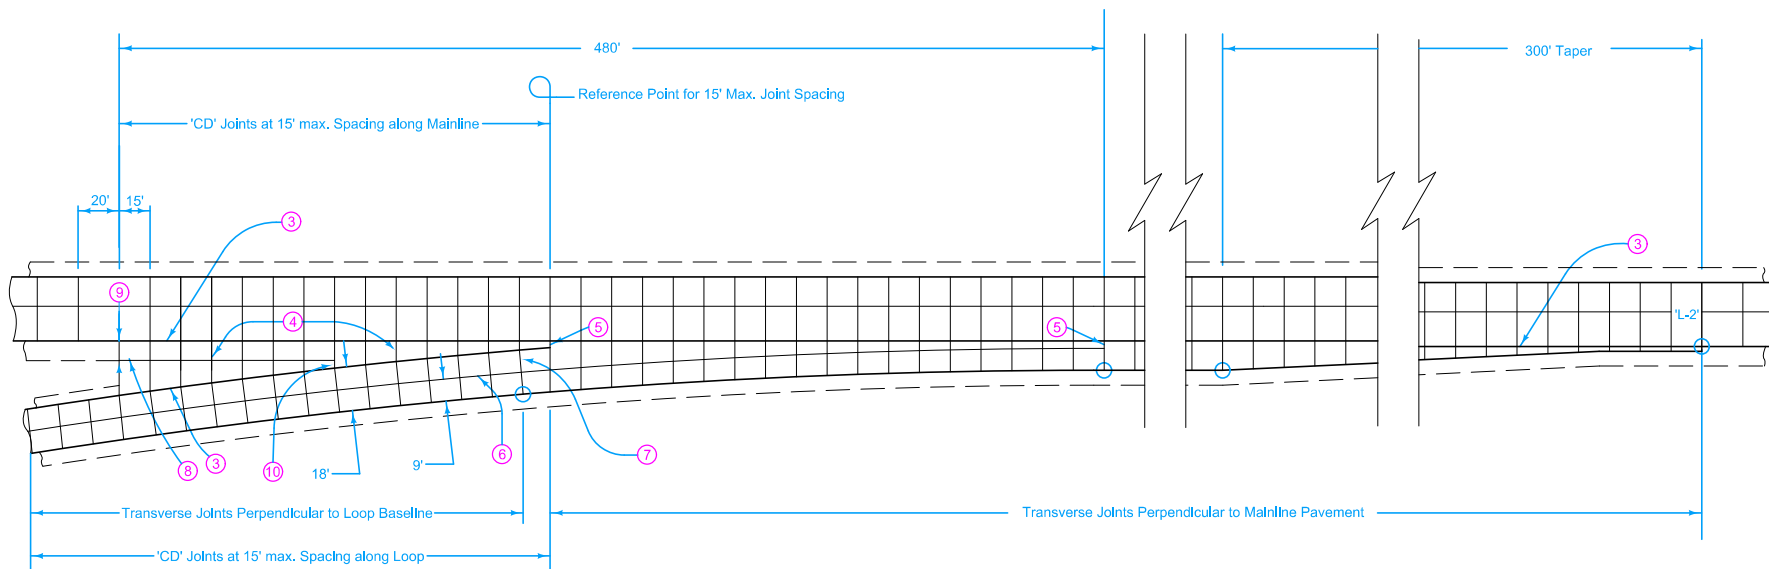 480'
300' Taper
Reference Point for 15' Max. Joint Spacing
'CD' Joints at 15' max. Spacing along Mainline
20'
15'
3
3
9
4
5
5
'L-2'
8
3
10
18'
9'
6
7
Transverse Joints Perpendicular to Loop Baseline
Transverse Joints Perpendicular to Mainline Pavement
'CD' Joints at 15' max. Spacing along Loop